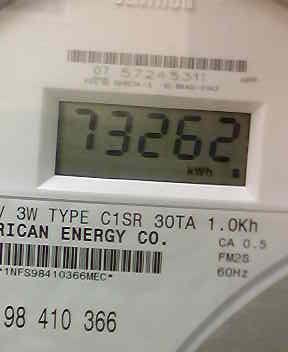 07 57245311
73262
kWh
3W TYPE C1SR 30TA 1.0Kh
RICAN ENERGY CO.
CA 0.5
FM2S
60Hz
*1NFS98410366MEC*
98 410 366